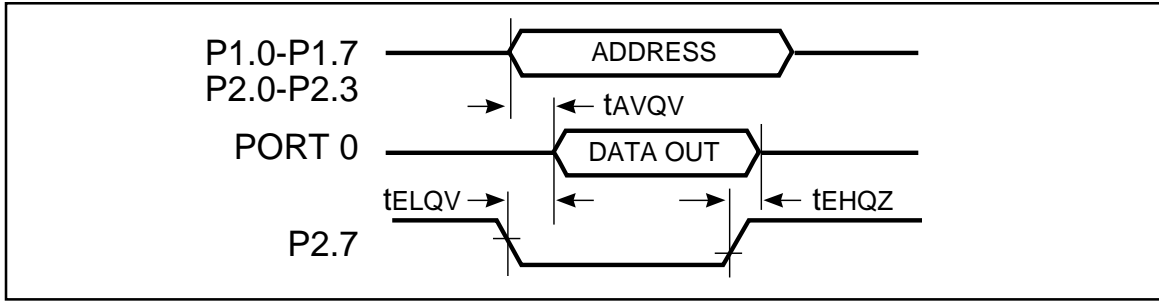 P1.0-P1.7
P2.0-P2.3
ADDRESS
tAVQV
PORT 0
DATA OUT
tELQV
tEHQZ
P2.7